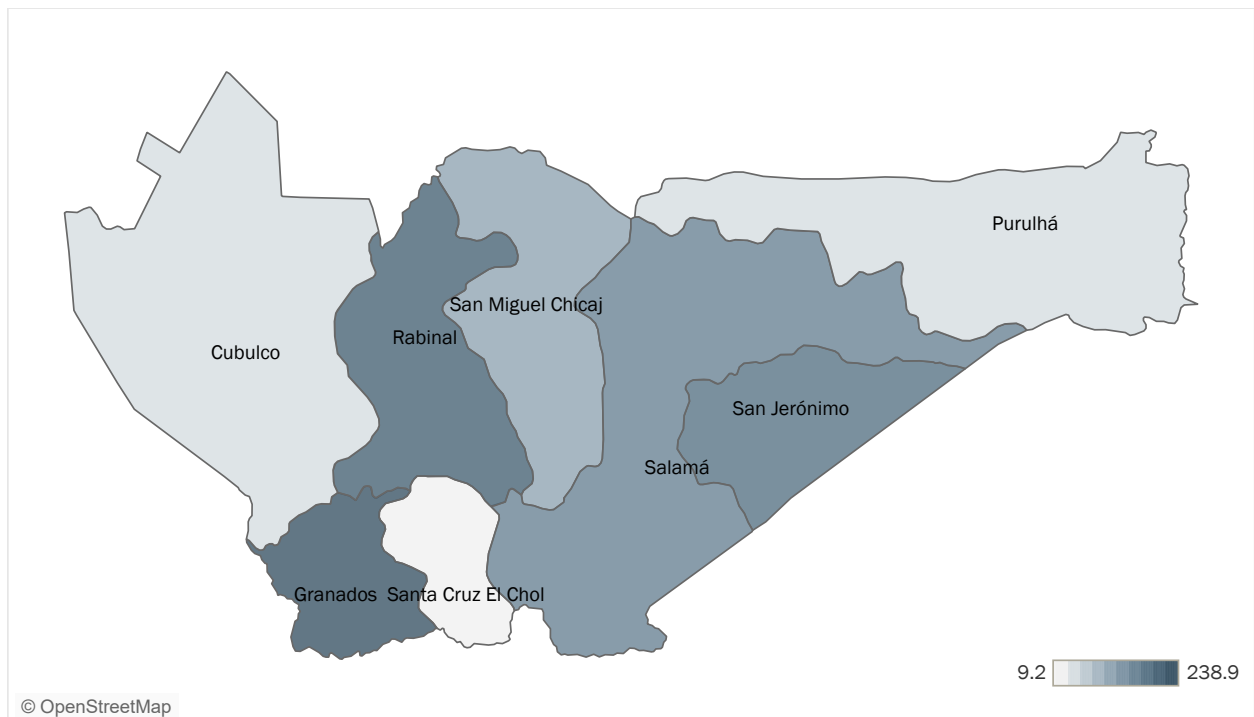 Purulhá
San Miguel Chicaj
Rabinal
Cubulco
San Jerónimo
Salamá
Granados
Santa Cruz El Chol
9.2
238.9
© OpenStreetMap